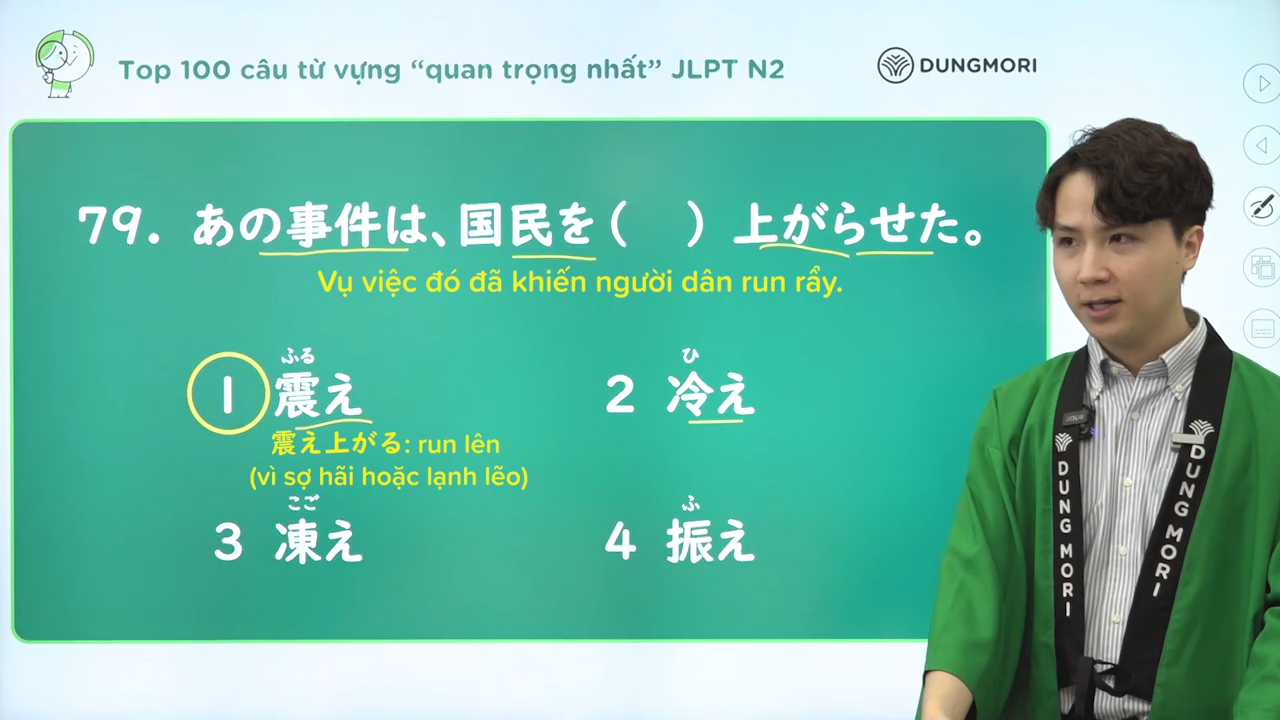 Top 100 câu từ vựng “quan trọng nhất” JLPT N2
DUNGMORI
79. あの事件は、国民を（　）上がらせた。
Vụ việc đó đã khiến người dân run rẩy.
ふる
1 震え
震え上がる: run lên
(vì sợ hãi hoặc lạnh lẽo)
ひ
2 冷え
こご
3 凍え
ふ
4 振え
DUNG MORI
DUNG MORI